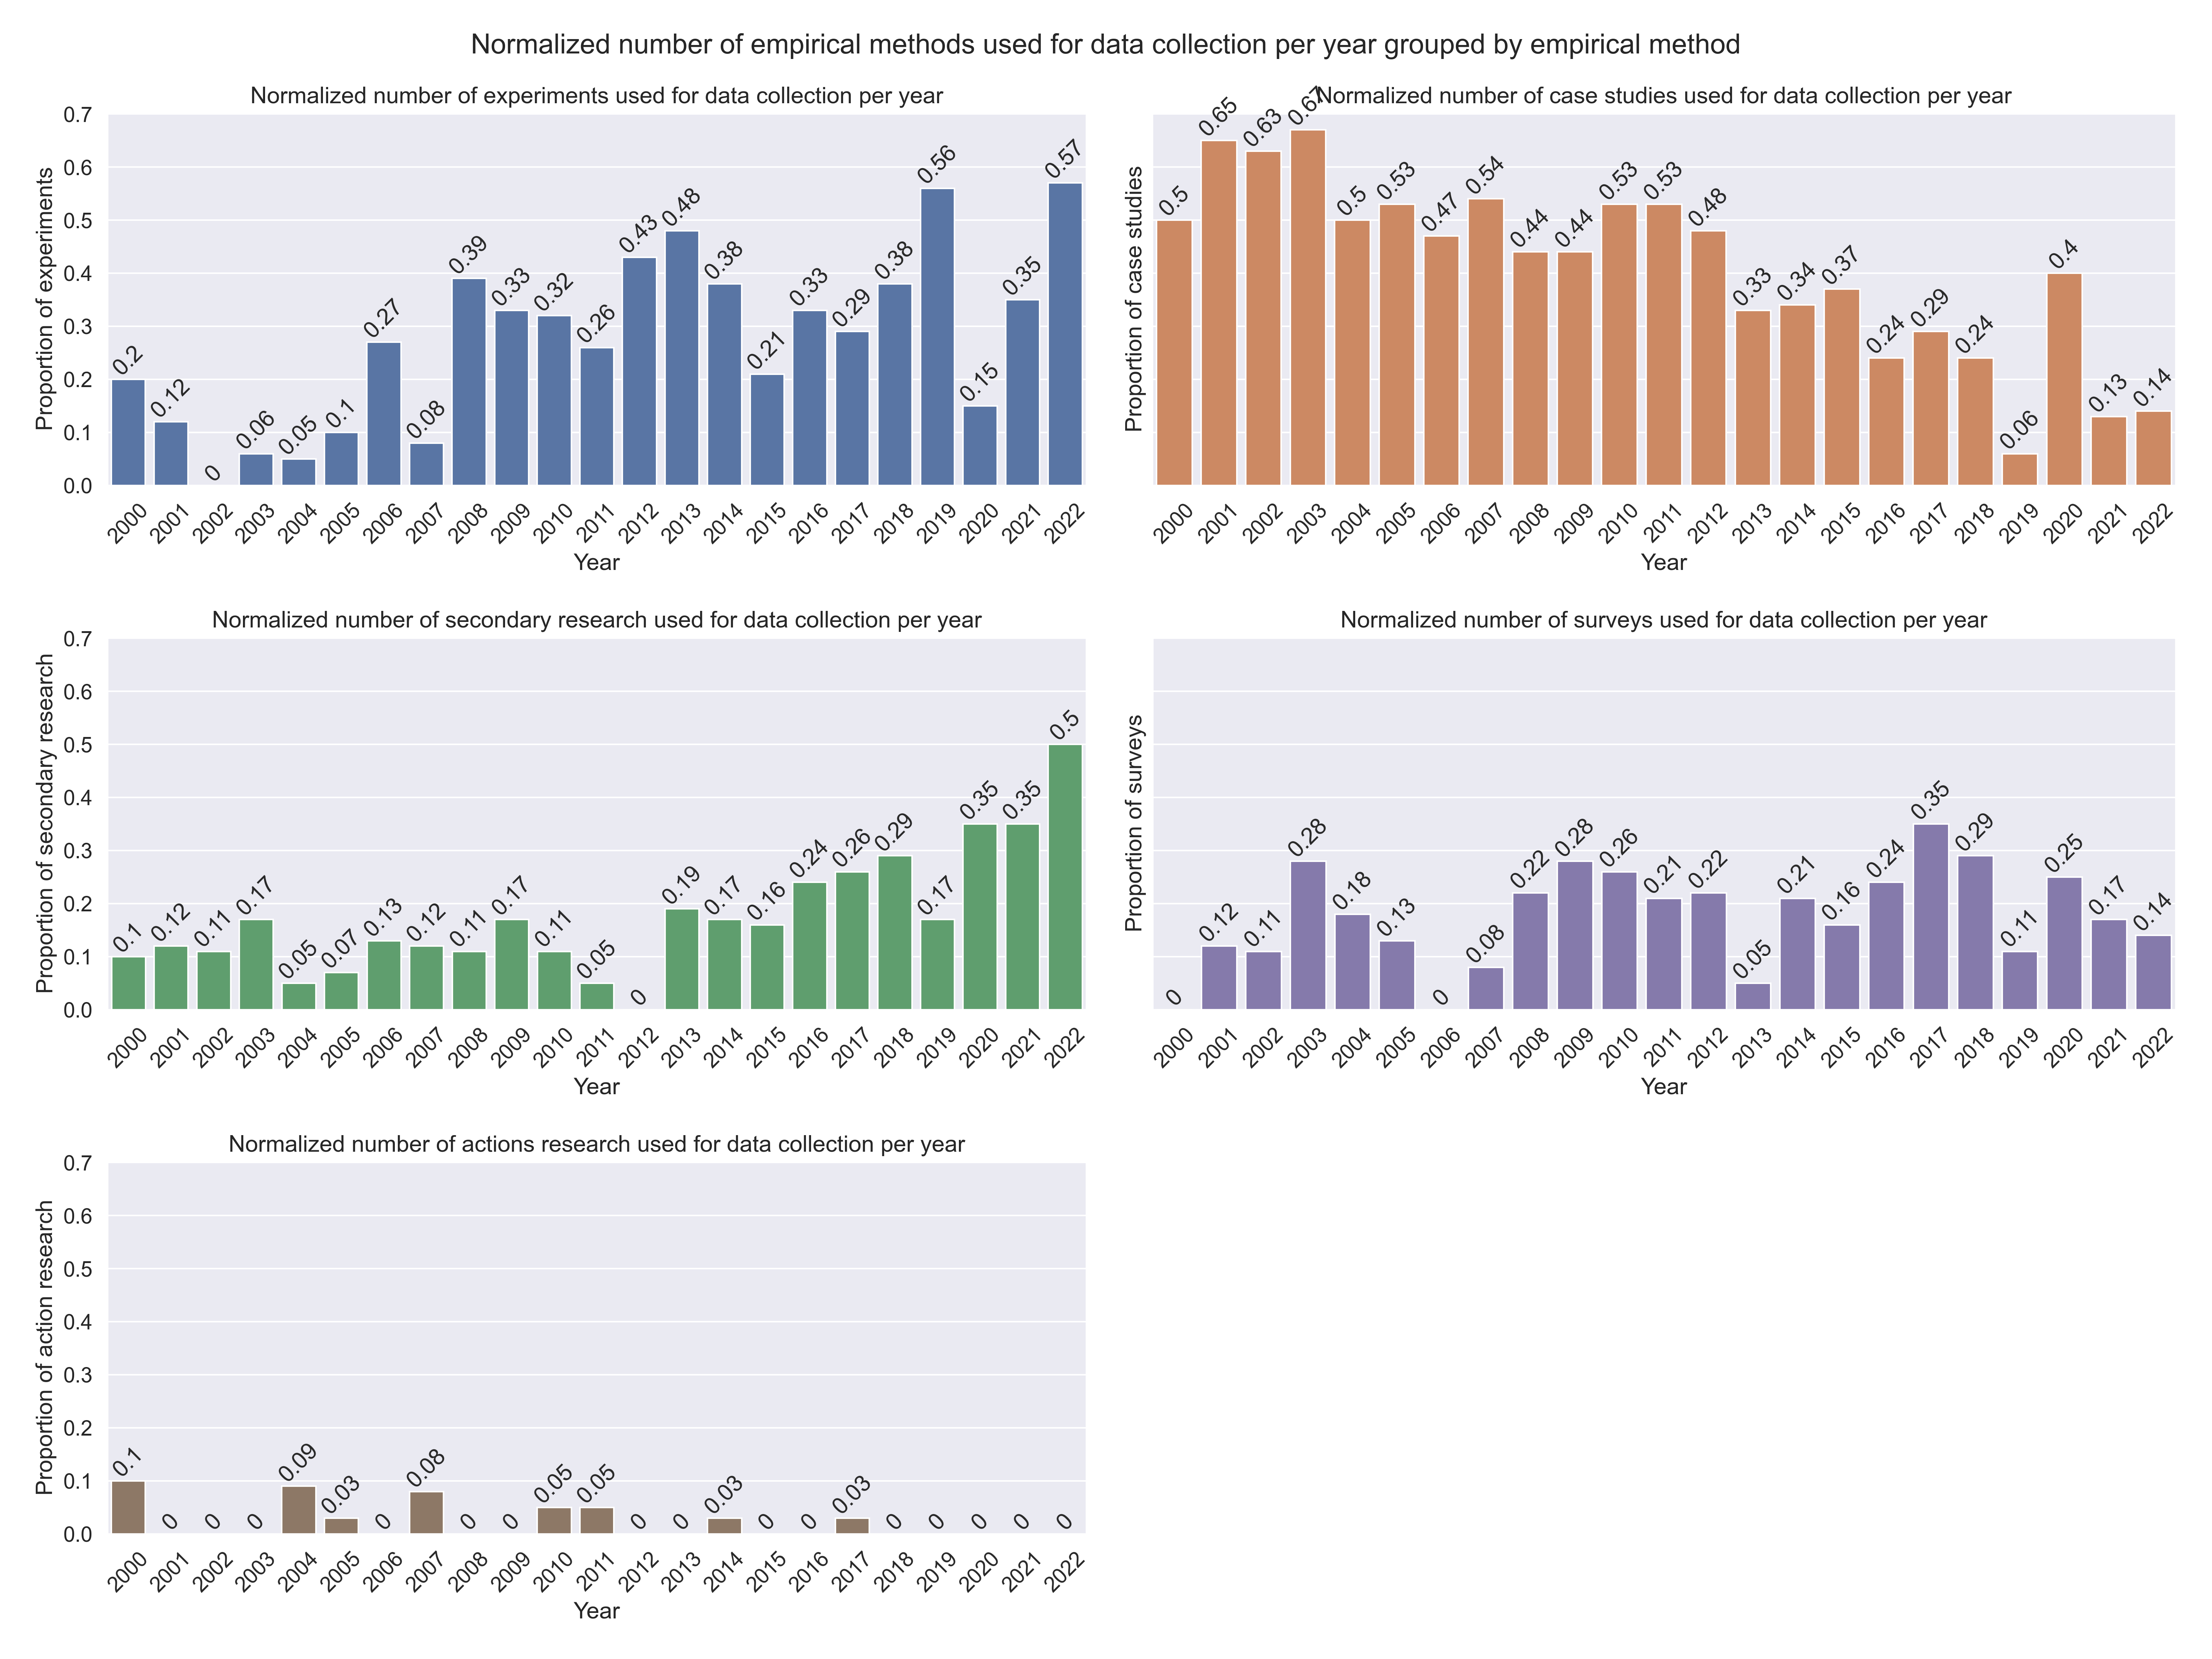 Normalized number of empirical methods used for data collection per year grouped by empirical method
Normalized number of experiments used for data collection per year
Proportion of experiments
0.7
0.6
0.5
0.4
0.3
0.2
0.1
0.0
0.2 0.12 0 0.06 0.05 0.1 0.27 0.08 0.39 0.33 0.32 0.26 0.43 0.48 0.38 0.21 0.33 0.29 0.38 0.56 0.15 0.35 0.57
2000 2001 2002 2003 2004 2005 2006 2007 2008 2009 2010 2011 2012 2013 2014 2015 2016 2017 2018 2019 2020 2021 2022
Year
Normalized number of case studies used for data collection per year
Proportion of case studies
0.5 0.65 0.63 0.67 0.5 0.53 0.47 0.54 0.44 0.44 0.53 0.53 0.48 0.33 0.34 0.37 0.24 0.29 0.24 0.06 0.4 0.13 0.14
2000 2001 2002 2003 2004 2005 2006 2007 2008 2009 2010 2011 2012 2013 2014 2015 2016 2017 2018 2019 2020 2021 2022
Year
Normalized number of secondary research used for data collection per year
Proportion of secondary research
0.7
0.6
0.5
0.4
0.3
0.2
0.1
0.0
0.1 0.12 0.11 0.17 0.05 0.07 0.13 0.12 0.11 0.17 0.11 0.05 0 0.19 0.17 0.16 0.24 0.26 0.29 0.17 0.35 0.35 0.5
2000 2001 2002 2003 2004 2005 2006 2007 2008 2009 2010 2011 2012 2013 2014 2015 2016 2017 2018 2019 2020 2021 2022
Year
Normalized number of surveys used for data collection per year
Proportion of surveys
0 0.12 0.11 0.28 0.18 0.13 0 0.08 0.22 0.28 0.26 0.21 0.22 0.05 0.21 0.16 0.24 0.35 0.29 0.11 0.25 0.17 0.14
2000 2001 2002 2003 2004 2005 2006 2007 2008 2009 2010 2011 2012 2013 2014 2015 2016 2017 2018 2019 2020 2021 2022
Year
Normalized number of actions research used for data collection per year
Proportion of action research
0.7
0.6
0.5
0.4
0.3
0.2
0.1
0.0
0.1 0 0 0 0.09 0.03 0 0.08 0 0 0.05 0.05 0 0 0.03 0 0 0.03 0 0 0 0 0
2000 2001 2002 2003 2004 2005 2006 2007 2008 2009 2010 2011 2012 2013 2014 2015 2016 2017 2018 2019 2020 2021 2022
Year